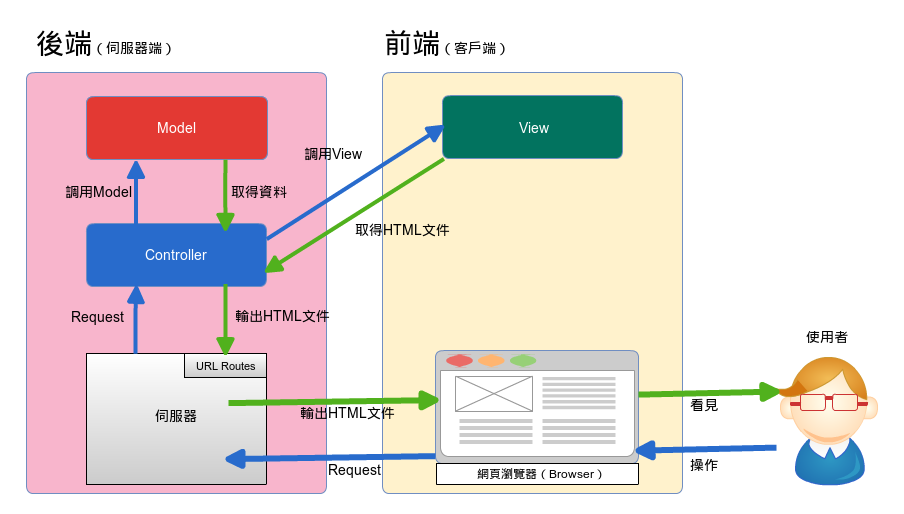 後端（伺服器端）
前端（客戶端）
Model
View
調用View
調用Model
取得資料
取得HTML文件
Controller
Request
輸出HTML文件
使用者
URL Routes
伺服器
輸出HTML文件
看見
Request
操作
網頁瀏覽器（Browser）